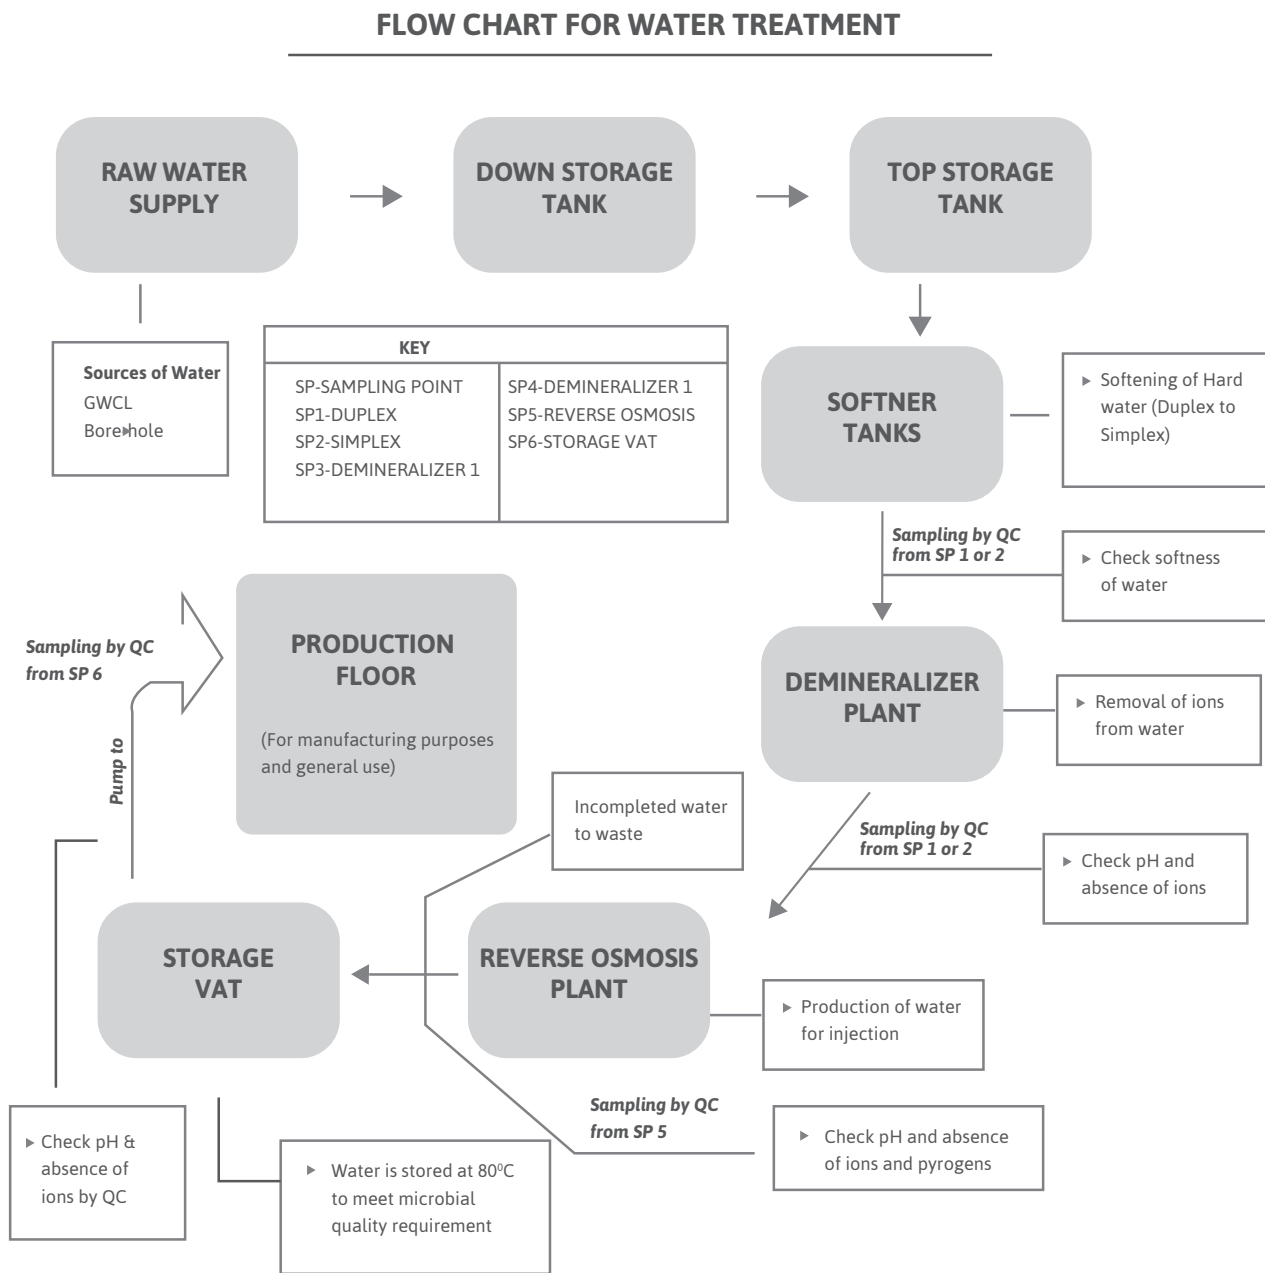 FLOW CHART FOR WATER TREATMENT
RAW WATER
SUPPLY
DOWN STORAGE
TANK
TOP STORAGE
TANK
Sources of Water
GWCL
Bore-hole
KEY
SP-SAMPLING POINT
SP1-DUPLEX
SP2-SIMPLEX
SP3-DEMINERALIZER 1
SP4-DEMINERALIZER 1
SP5-REVERSE OSMOSIS
SP6-STORAGE VAT
SOFTNER
TANKS
Softening of Hard
water (Duplex to
Simplex)
Sampling by QC
from SP 1 or 2
Check softness
of water
DEMINERALIZER
PLANT
Removal of ions
from water
Sampling by QC
from SP 1 or 2
Check pH and
absence of ions
REVERSE OSMOSIS
PLANT
Production of water
for injection
Incompleted water
to waste
Sampling by QC
from SP 5
Check pH and absence
of ions and pyrogens
STORAGE
VAT
Water is stored at 80⁰C
to meet microbial
quality requirement
Check pH &
absence of
ions by QC
Pump to
Sampling by QC
from SP 6
PRODUCTION
FLOOR
(For manufacturing purposes
and general use)